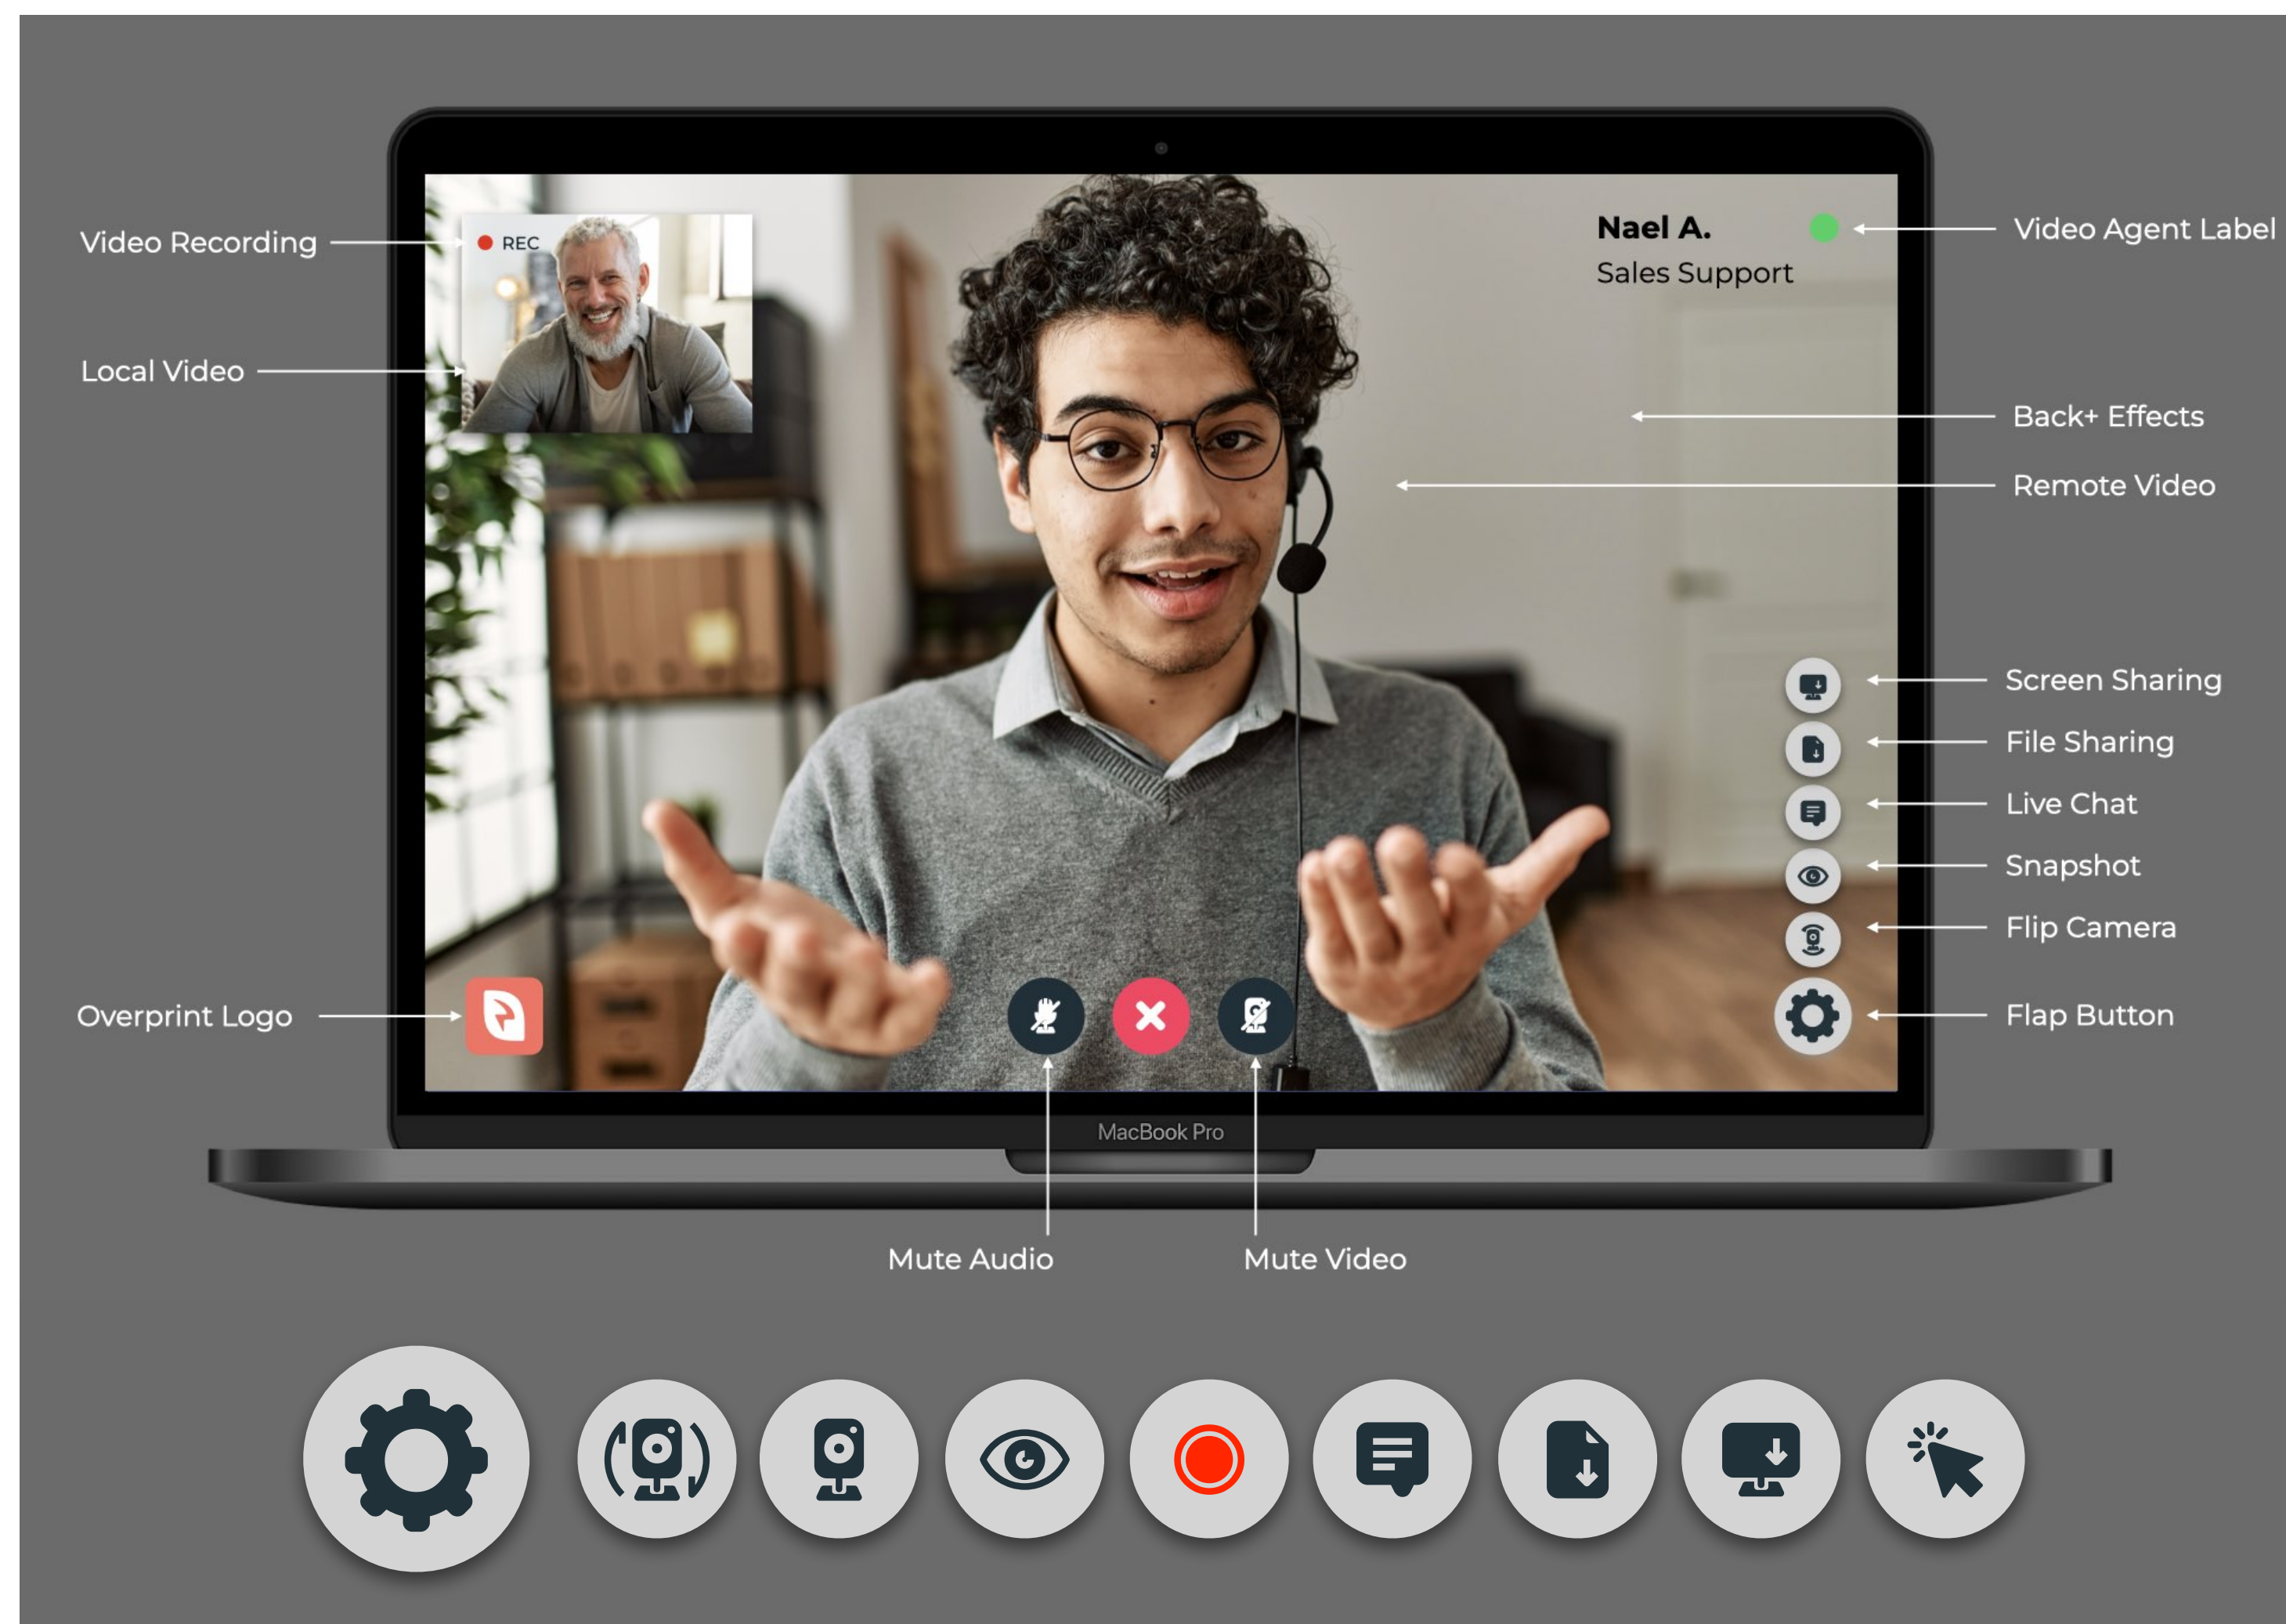 Video Recording
REC
Nael A.
Sales Support
Video Agent Label
Local Video
Back+ Effects
Remote Video
Screen Sharing
File Sharing
Live Chat
Snapshot
Flip Camera
Overprint Logo
Flap Button
MacBook Pro
Mute Audio
Mute Video